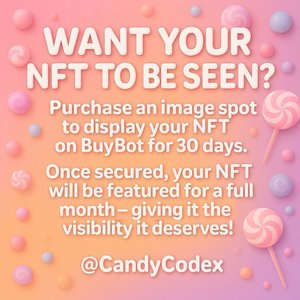 WANT YOUR
NFT TO BE SEEN?
Purchase an image spot
to display your NFT
on BuyBot for 30 days.
Once secured, your NFT
will be featured for a full
month – giving it the
visibility it deserves!
@CandyCodex